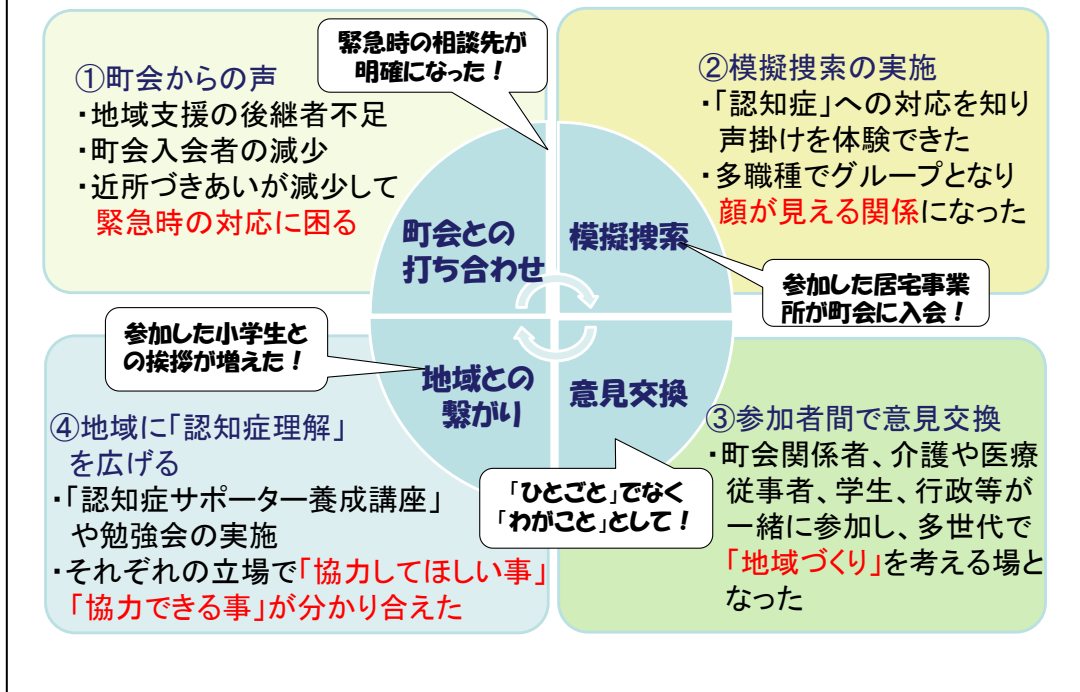 緊急時の相談先が
明確になった！
①町会からの声
・地域支援の後継者不足
・町会入会者の減少
・近所づきあいが減少して
緊急時の対応に困る
②模擬捜索の実施
・「認知症」への対応を知り
声掛けを体験できた
・多職種でグループとなり
顔が見える関係になった
町会との
打ち合わせ
模擬捜索
参加した居宅事業
所が町会に入会！
参加した小学生と
の挨拶が増えた！
地域との
繋がり
意見交換
④地域に「認知症理解」
を広げる
・「認知症サポーター養成講座」
や勉強会の実施
・それぞれの立場で「協力してほしい事」
「協力できる事」が分かり合えた
「ひとごと」でなく
「わがこと」として！
③参加者間で意見交換
・町会関係者、介護や医療
従事者、学生、行政等が
一緒に参加し、多世代で
「地域づくり」を考える場と
なった